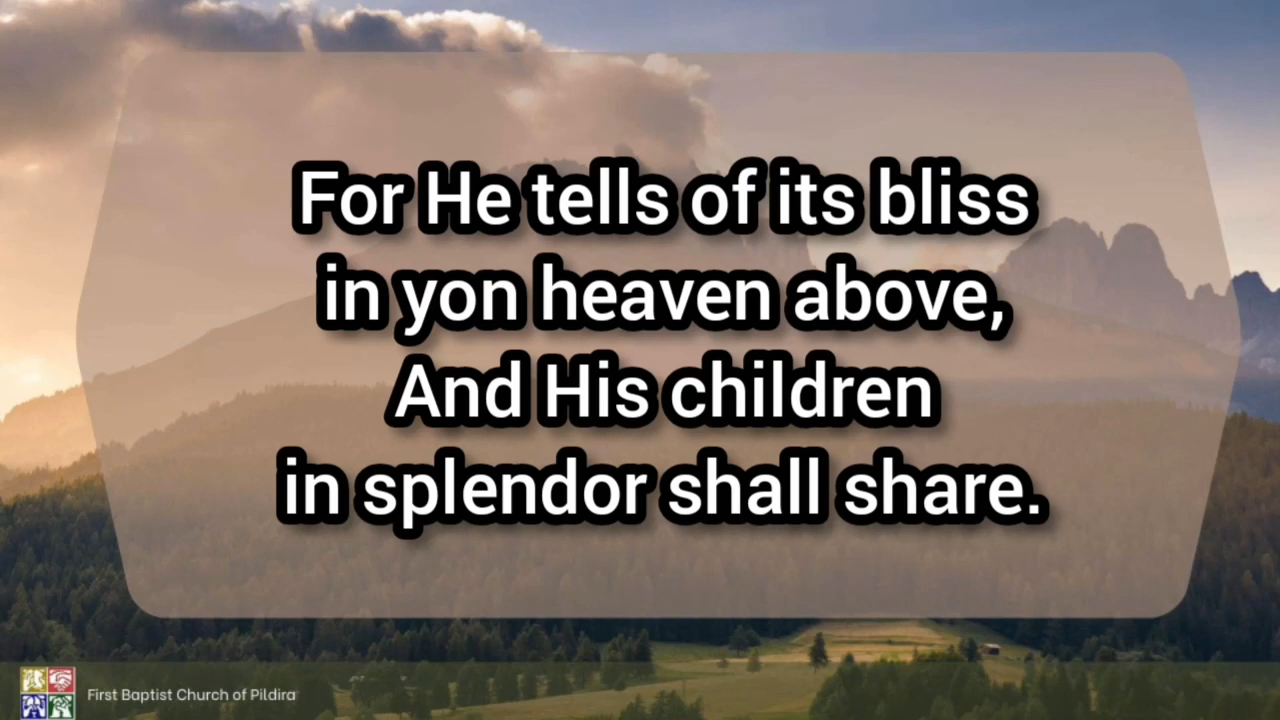 For He tells of its bliss
in yon heaven above,
And His children
in splendor shall share.
First Baptist Church of Pildira